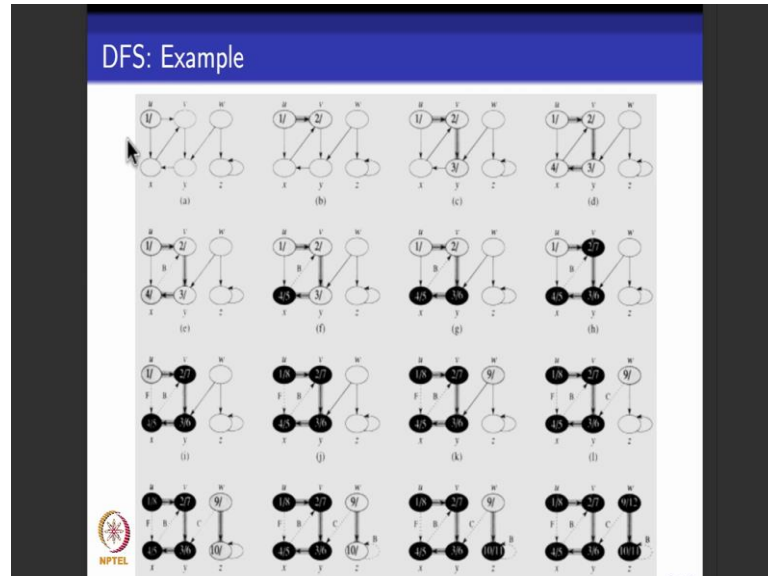 DFS: Example
u v w u v w u v w u v w
1/ 1/ 2/ 1/ 2/ 1/ 2/
3/ 4/ 3/
x y z x y z x y z x y z
(a) (b) (c) (d)
u v w u v w u v w u v w
1/ 2/ 1/ 2/ 1/ 2/ 1/ 2/7
B B B B
4/ 3/ 4/5 3/ 4/5 3/6 4/5 3/6
x y z x y z x y z x y z
(e) (f) (g) (h)
u v w u v w u v w u v w
1/ 2/7 1/8 2/7 1/8 2/7 9/ 1/8 2/7 9/
F B F B F B F B C
4/5 3/6 4/5 3/6 4/5 3/6 4/5 3/6
x y z x y z x y z x y z
(i) (j) (k) (l)
u v w u v w u v w u v w
1/8 2/7 9/ 1/8 2/7 9/ 1/8 2/7 9/ 1/8 2/7 9/12
F B C F B C F B C F B C
B B B
4/5 3/6 10/ 4/5 3/6 10/ 4/5 3/6 10/11 4/5 3/6 10/11
NPTEL